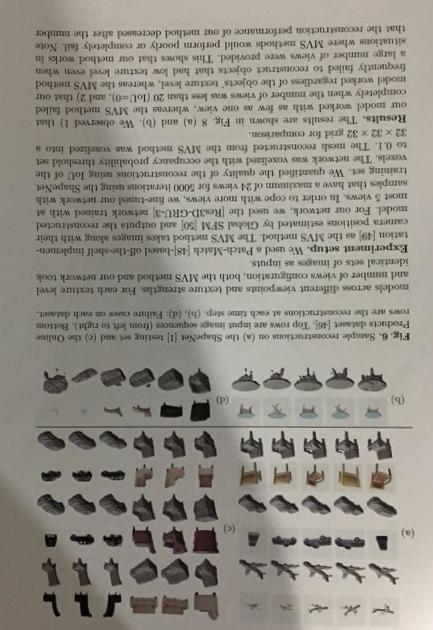 (a)
(c)
(b)
(d)
Fig. 6. Sample reconstructions on (a) the ShapeNet [1] testing set and (c) the Online
Products dataset [46]. Top rows are input image sequences (from left to right). Bottom
rows are the reconstructions at each time step. (b), (d): Failure cases on each dataset.
models across different viewpoints and texture strengths. For each texture level
and number of views configuration, both the MVS method and our network took
identical sets of images as inputs.
Experiment setup. We used a Patch-Match [48]-based off-the-shelf implemen-
tation [49] as the MVS method. The MVS method takes images along with their
camera positions estimated by Global SFM [50] and outputs the reconstructed
model. For our network, we used the [Res3D-GRU-3] network trained with at
most 5 views. In order to cope with more views, we fine-tuned our network with
samples that have a maximum of 24 views for 5000 iterations using the ShapeNet
training set. We quantified the quality of the reconstructions using IoU of the
voxels. The network was voxelized with the occupancy probability threshold set
to 0.1. The mesh reconstructed from the MVS method was voxelized into a
32 × 32 × 32 grid for comparison.
Results. The results are shown in Fig. 8 (a) and (b). We observed 1) that
our model worked with as few as one view, whereas the MVS method failed
completely when the number of views was less than 20 (IoU=0), and 2) that our
model worked regardless of the objects' texture level, whereas the MVS method
frequently failed to reconstruct objects that had low texture level even when
a large number of views were provided. This shows that our method works in
situations where MVS methods would perform poorly or completely fail. Note
that the reconstruction performance of our method decreased after the number